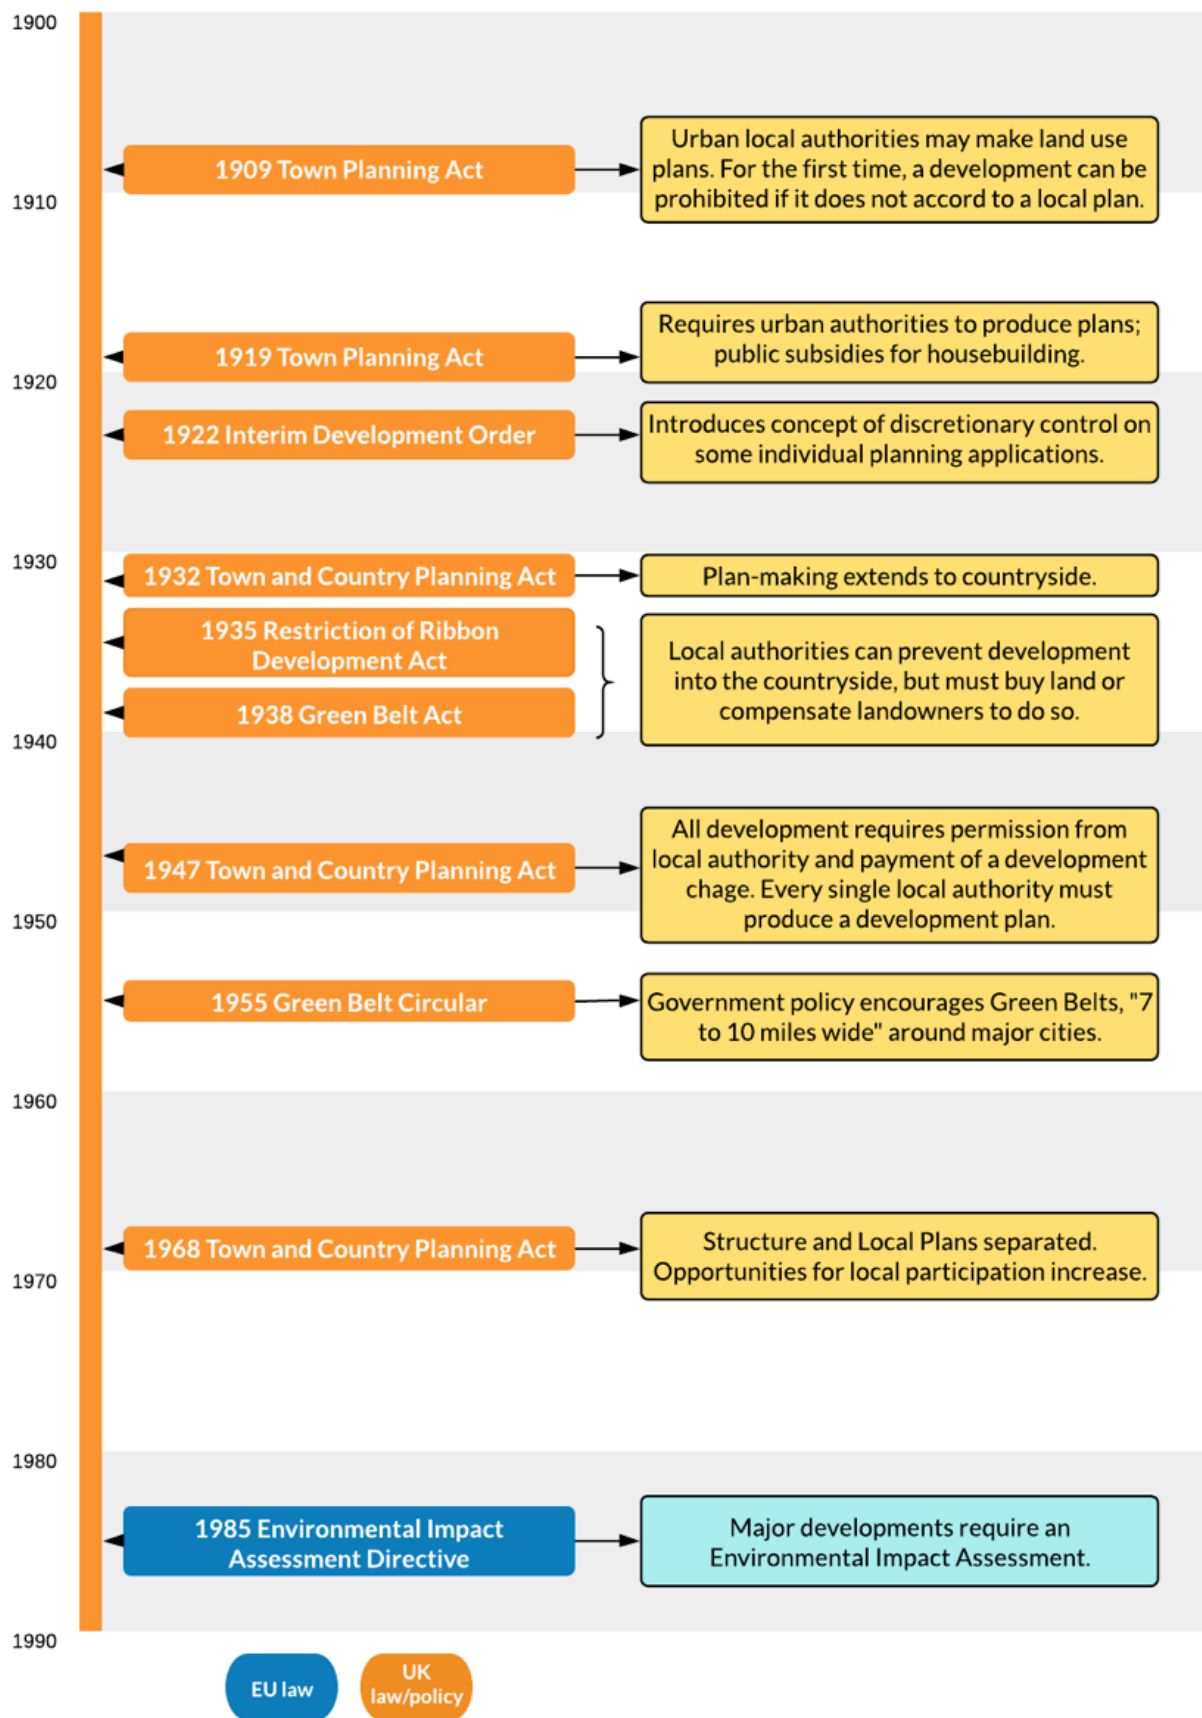 1900
1909 Town Planning Act
Urban local authorities may make land use
plans. For the first time, a development can be
prohibited if it does not accord to a local plan.
1910
1919 Town Planning Act
Requires urban authorities to produce plans;
public subsidies for housebuilding.
1920
1922 Interim Development Order
Introduces concept of discretionary control on
some individual planning applications.
1930
1932 Town and Country Planning Act
Plan-making extends to countryside.
1935 Restriction of Ribbon
Development Act
1938 Green Belt Act
Local authorities can prevent development
into the countryside, but must buy land or
compensate landowners to do so.
1940
1947 Town and Country Planning Act
All development requires permission from
local authority and payment of a development
chage. Every single local authority must
produce a development plan.
1950
1955 Green Belt Circular
Government policy encourages Green Belts, "7
to 10 miles wide" around major cities.
1960
1968 Town and Country Planning Act
Structure and Local Plans separated.
Opportunities for local participation increase.
1970
1980
1985 Environmental Impact
Assessment Directive
Major developments require an
Environmental Impact Assessment.
1990
EU law
UK
law/policy